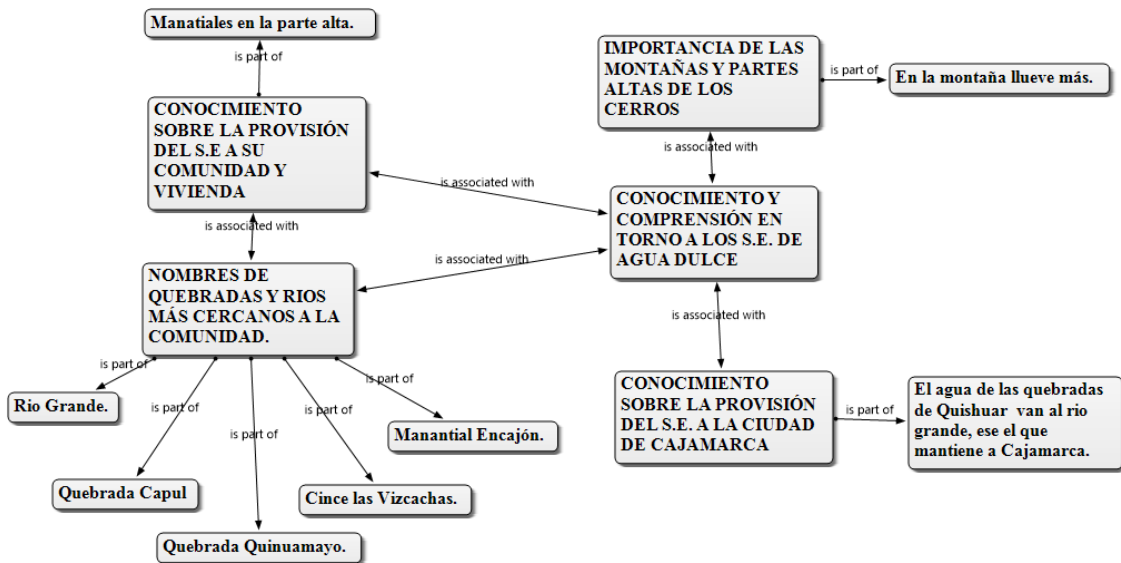 Manatiales en la parte alta.
is part of
IMPORTANCIA DE LAS
MONTAÑAS Y PARTES
ALTAS DE LOS
CERROS
is part of
En la montaña llueve más.
CONOCIMIENTO
SOBRE LA PROVISIÓN
DEL S.E A SU
COMUNIDAD Y
VIVIENDA
is associated with
is associated with
CONOCIMIENTO Y
COMPRENSIÓN EN
TORNO A LOS S.E. DE
AGUA DULCE
is associated with
is associated with
NOMBRES DE
QUEBRADAS Y RIOS
MÁS CERCANOS A LA
COMUNIDAD.
is associated with
is part of
Rio Grande.
is part of
Quebrada Capul
is part of
Quebrada Quinuamayo.
is part of
Cince las Vizcachas.
is part of
Manantial Encajón.
CONOCIMIENTO
SOBRE LA PROVISIÓN
DEL S.E. A LA CIUDAD
DE CAJAMARCA
is part of
El agua de las quebradas
de Quishuar van al rio
grande, ese el que
mantiene a Cajamarca.